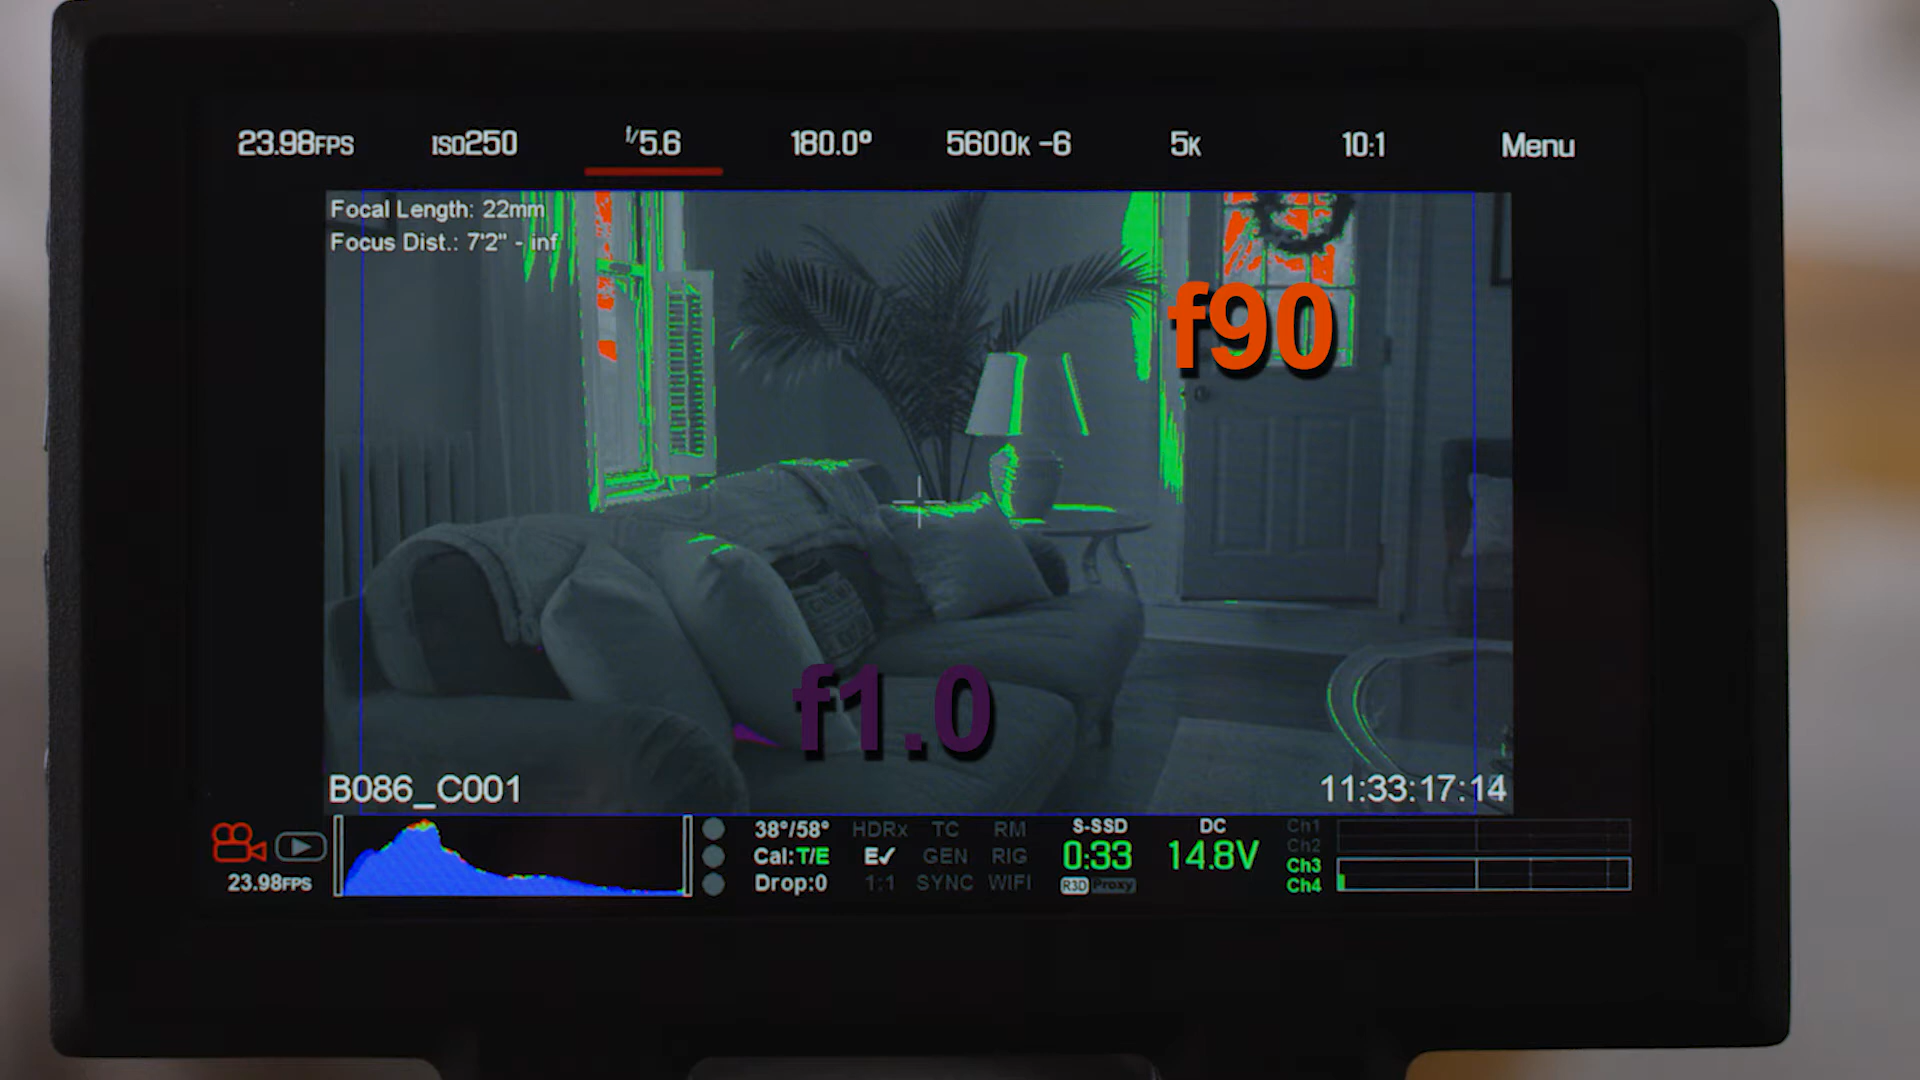 23.98FPS ISO250 f/5.6 180.0° 5600K -6 5K 10:1 Menu
Focal Length: 22mm
Focus Dist.: 7'2" - inf
f90
f1.0
B086_C001 11:33:17:14
38°/58° HDRx TC RM S-SSD DC Ch1
Ch2
Cal: T/E E✓ GEN RIG 0:33 14.8V Ch3
23.98FPS Drop:0 1:1 SYNC WIFI R3D Proxy Ch4